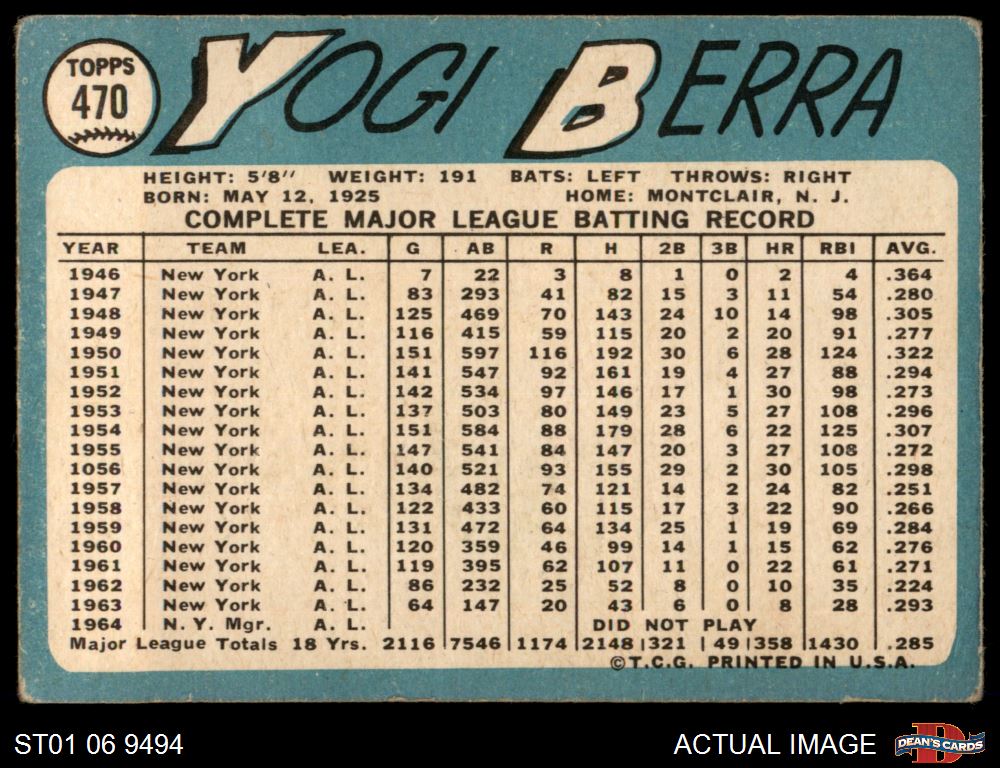 TOPPS
470
YOGI BERRA
HEIGHT: 5'8" WEIGHT: 191 BATS: LEFT THROWS: RIGHT
BORN: MAY 12, 1925 HOME: MONTCLAIR, N. J.
COMPLETE MAJOR LEAGUE BATTING RECORD
YEAR TEAM LEA. G AB R H 2B 3B HR RBI AVG.
1946 New York A. L. 7 22 3 8 1 0 2 4 .364
1947 New York A. L. 83 293 41 82 15 3 11 54 .280
1948 New York A. L. 125 469 70 143 24 10 14 98 .305
1949 New York A. L. 116 415 59 115 20 2 20 91 .277
1950 New York A. L. 151 597 116 192 30 6 28 124 .322
1951 New York A. L. 141 547 92 161 19 4 27 88 .294
1952 New York A. L. 142 534 97 146 17 1 30 98 .273
1953 New York A. L. 137 503 80 149 23 5 27 108 .296
1954 New York A. L. 151 584 88 179 28 6 22 125 .307
1955 New York A. L. 147 541 84 147 20 3 27 108 .272
1056 New York A. L. 140 521 93 155 29 2 30 105 .298
1957 New York A. L. 134 482 74 121 14 2 24 82 .251
1958 New York A. L. 122 433 60 115 17 3 22 90 .266
1959 New York A. L. 131 472 64 134 25 1 19 69 .284
1960 New York A. L. 120 359 46 99 14 1 15 62 .276
1961 New York A. L. 119 395 62 107 11 0 22 61 .271
1962 New York A. L. 86 232 25 52 8 0 10 35 .224
1963 New York A. L. 64 147 20 43 6 0 8 28 .293
1964 N. Y. Mgr. A. L. DID NOT PLAY
Major League Totals 18 Yrs. 2116 7546 1174 2148 321 49 358 1430 .285
©T.C.G. PRINTED IN U.S.A.
ST01 06 9494 ACTUAL IMAGE DEAN'S CARDS